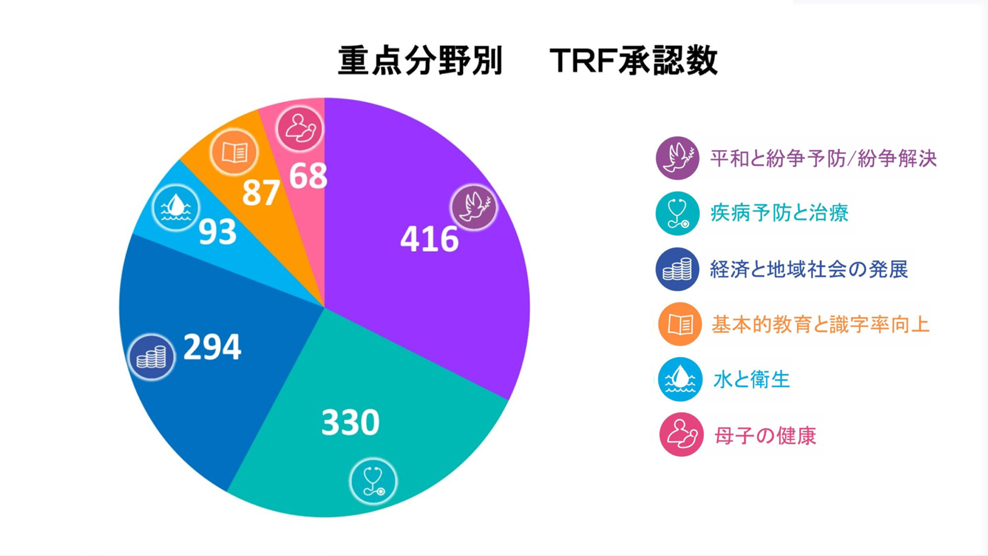 重点分野別 TRF承認数
68
87
93
416
294
330
平和と紛争予防/紛争解決
疾病予防と治療
経済と地域社会の発展
基本的教育と識字率向上
水と衛生
母子の健康